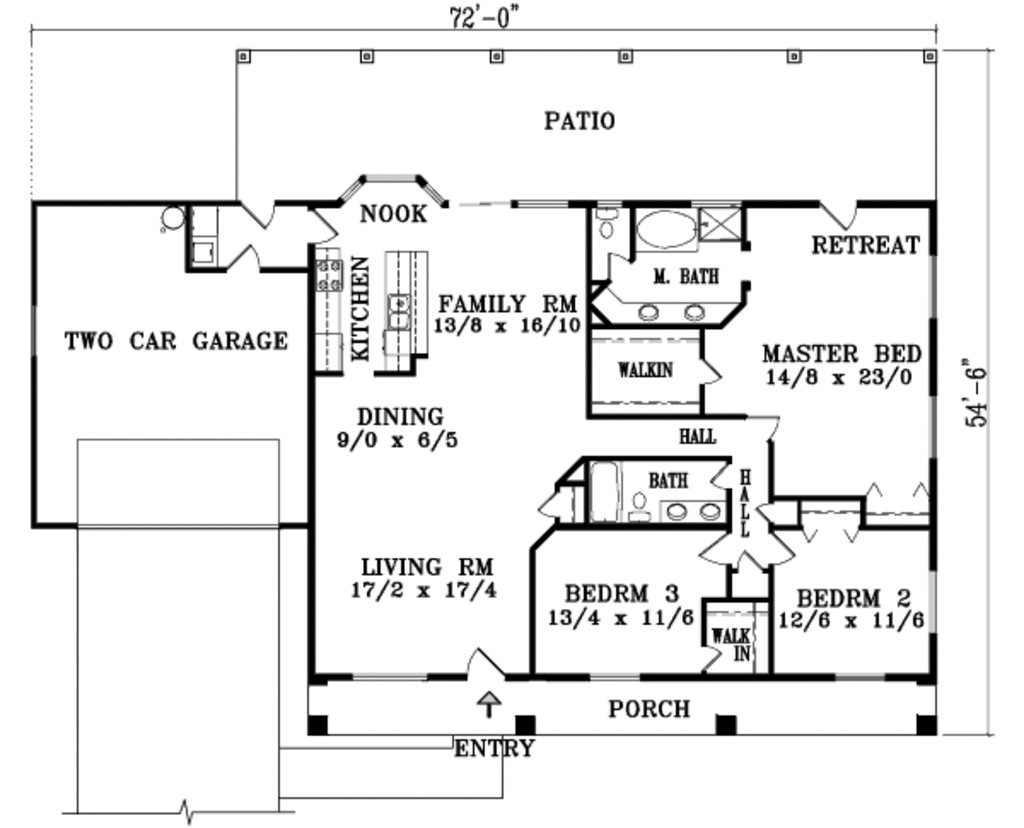 72'-0"
PATIO
NOOK
RETREAT
M. BATH
KITCHEN
FAMILY RM
13/8 x 16/10
TWO CAR GARAGE
WALKIN
MASTER BED
14/8 x 23/0
54'-6"
DINING
9/0 x 6/5
HALL
BATH
HALL
LIVING RM
17/2 x 17/4
BEDRM 3
13/4 x 11/6
BEDRM 2
12/6 x 11/6
WALK
IN
PORCH
ENTRY